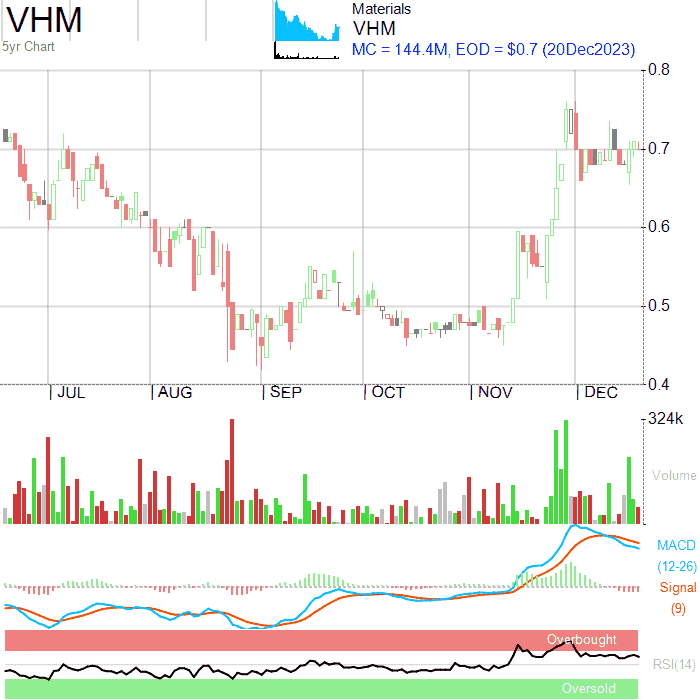 VHM
5yr Chart
Materials
VHM
MC = 144.4M, EOD = $0.7 (20Dec2023)
0.8
0.7
0.6
0.5
0.4
JUL AUG SEP OCT NOV DEC
324k
Volume
MACD
(12-26)
Signal
(9)
Overbought
RSI(14)
Oversold